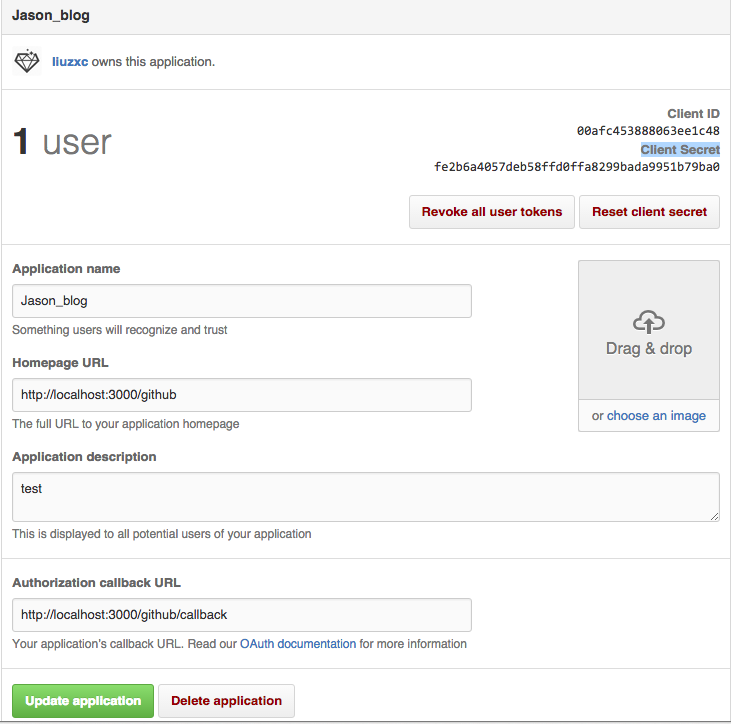 Jason_blog
liuzxc owns this application.
1 user
Client ID
00afc453888063ee1c48
Client Secret
fe2b6a4057deb58ffd0ffa8299bada9951b79ba0
Revoke all user tokens
Reset client secret
Application name
Jason_blog
Something users will recognize and trust
Drag & drop
or choose an image
Homepage URL
http://localhost:3000/github
The full URL to your application homepage
Application description
test
This is displayed to all potential users of your application
Authorization callback URL
http://localhost:3000/github/callback
Your application's callback URL. Read our OAuth documentation for more information
Update application
Delete application